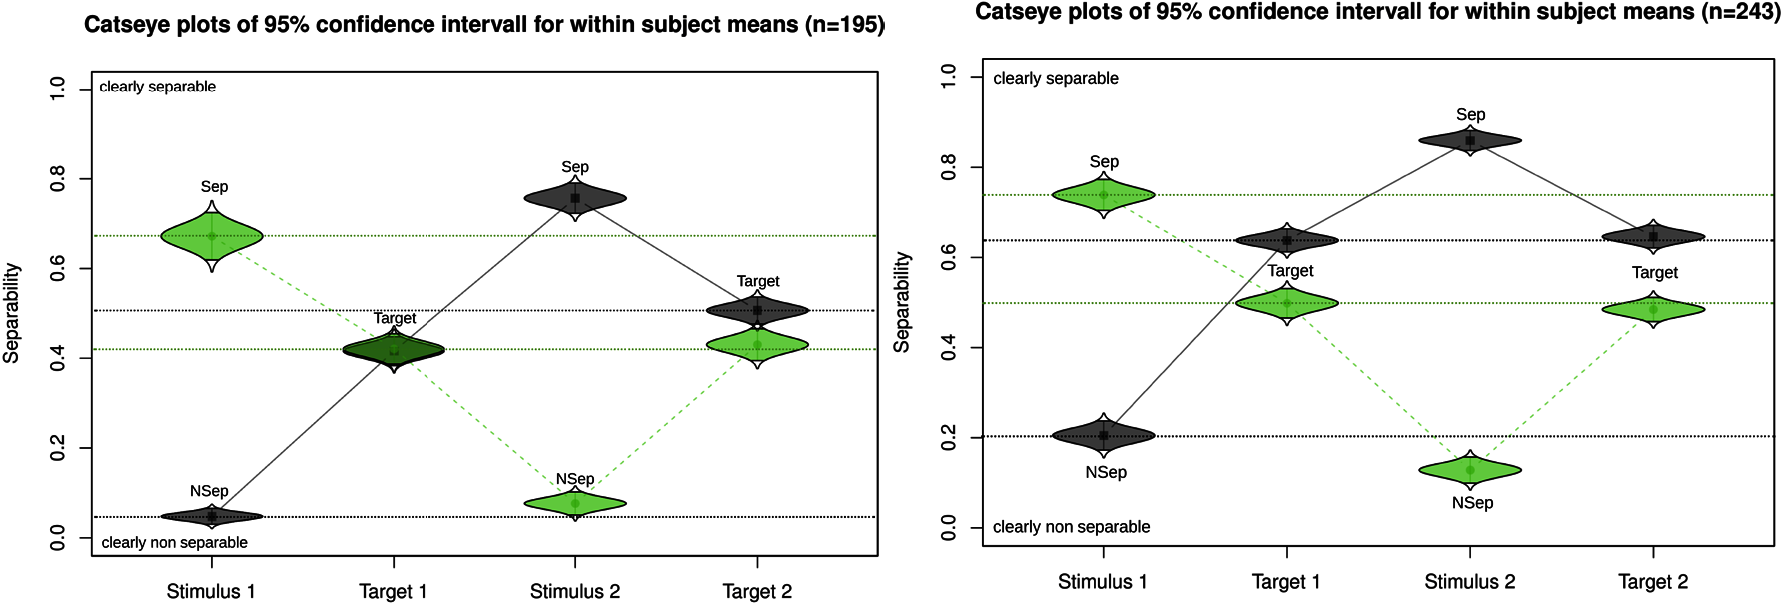 Catseye plots of 95% confidence intervall for within subject means (n=195)
clearly separable
1.0
0.8
0.6
0.4
0.2
0.0
Separability
Sep
NSep
Target
Sep
NSep
Target
clearly non separable
Stimulus 1
Target 1
Stimulus 2
Target 2
Catseye plots of 95% confidence intervall for within subject means (n=243)
clearly separable
1.0
0.8
0.6
0.4
0.2
0.0
Separability
Sep
NSep
Target
Sep
NSep
Target
clearly non separable
Stimulus 1
Target 1
Stimulus 2
Target 2